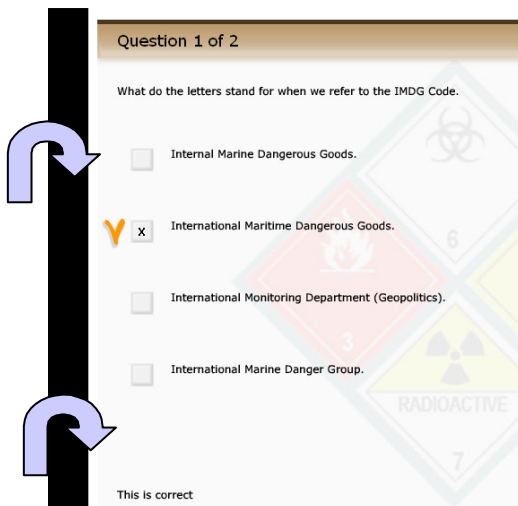 Question 1 of 2
What do the letters stand for when we refer to the IMDG Code.
Internal Marine Dangerous Goods.
x
International Maritime Dangerous Goods.
6
International Monitoring Department (Geopolitics).
3
International Marine Danger Group.
RADIOACTIVE
7
This is correct